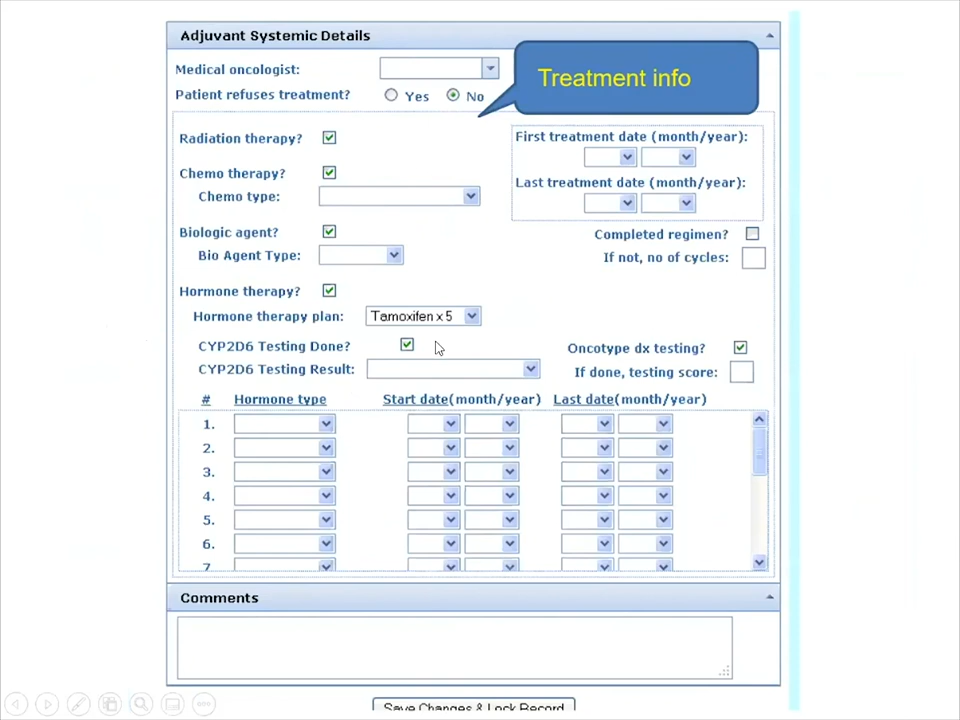 Adjuvant Systemic Details
Treatment info
Medical oncologist:
Patient refuses treatment? Yes No
Radiation therapy?
First treatment date (month/year):
Chemo therapy?
Last treatment date (month/year):
Chemo type:
Biologic agent?
Completed regimen?
Bio Agent Type:
If not, no of cycles:
Hormone therapy?
Hormone therapy plan: Tamoxifen x 5
CYP2D6 Testing Done?
Oncotype dx testing?
CYP2D6 Testing Result:
If done, testing score:
# Hormone type Start date(month/year) Last date(month/year)
1.
2.
3.
4.
5.
6.
7
Comments
Save Changes & Lock Record